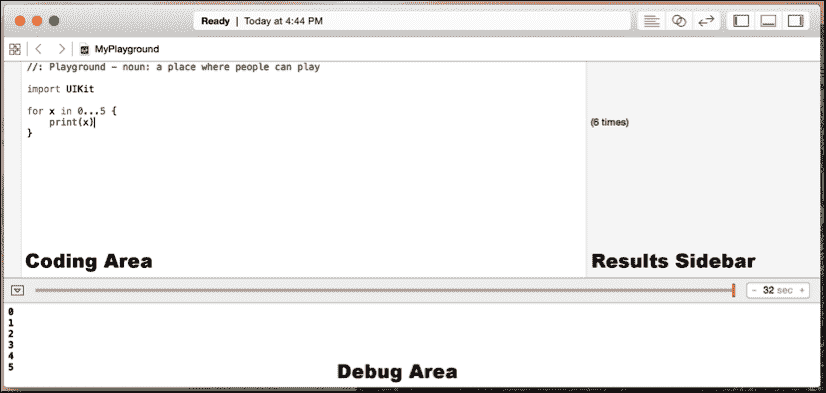 Ready | Today at 4:44 PM
MyPlayground
//: Playground – noun: a place where people can play
import UIKit
for x in 0...5 {
    print(x)
}
(6 times)
Coding Area
Results Sidebar
- 32 sec +
0
1
2
3
4
5
Debug Area